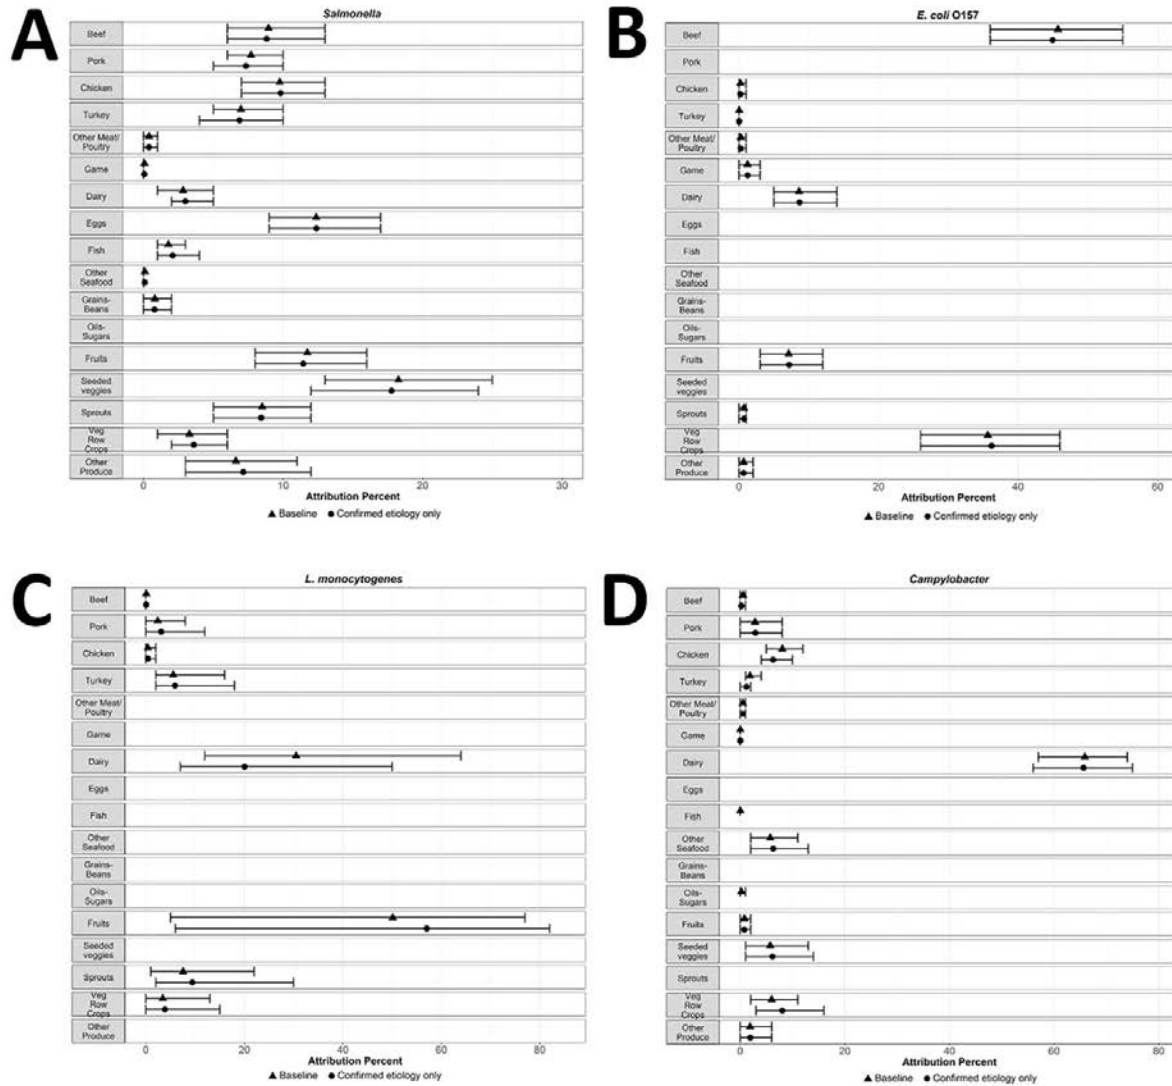 A
Salmonella
Beef
Pork
Chicken
Turkey
Other Meat/
Poultry
Game
Dairy
Eggs
Fish
Other
Seafood
Grains-
Beans
Oils-
Sugars
Fruits
Seeded
veggies
Sprouts
Veg
Row
Crops
Other
Produce
0 10 20 30
Attribution Percent
▲ Baseline ● Confirmed etiology only
B
E. coli O157
Beef
Pork
Chicken
Turkey
Other Meat/
Poultry
Game
Dairy
Eggs
Fish
Other
Seafood
Grains-
Beans
Oils-
Sugars
Fruits
Seeded
veggies
Sprouts
Veg
Row
Crops
Other
Produce
0 20 40 60
Attribution Percent
▲ Baseline ● Confirmed etiology only
C
L. monocytogenes
Beef
Pork
Chicken
Turkey
Other Meat/
Poultry
Game
Dairy
Eggs
Fish
Other
Seafood
Grains-
Beans
Oils-
Sugars
Fruits
Seeded
veggies
Sprouts
Veg
Row
Crops
Other
Produce
0 20 40 60 80
Attribution Percent
▲ Baseline ● Confirmed etiology only
D
Campylobacter
Beef
Pork
Chicken
Turkey
Other Meat/
Poultry
Game
Dairy
Eggs
Fish
Other
Seafood
Grains-
Beans
Oils-
Sugars
Fruits
Seeded
veggies
Sprouts
Veg
Row
Crops
Other
Produce
0 20 40 60 80
Attribution Percent
▲ Baseline ● Confirmed etiology only